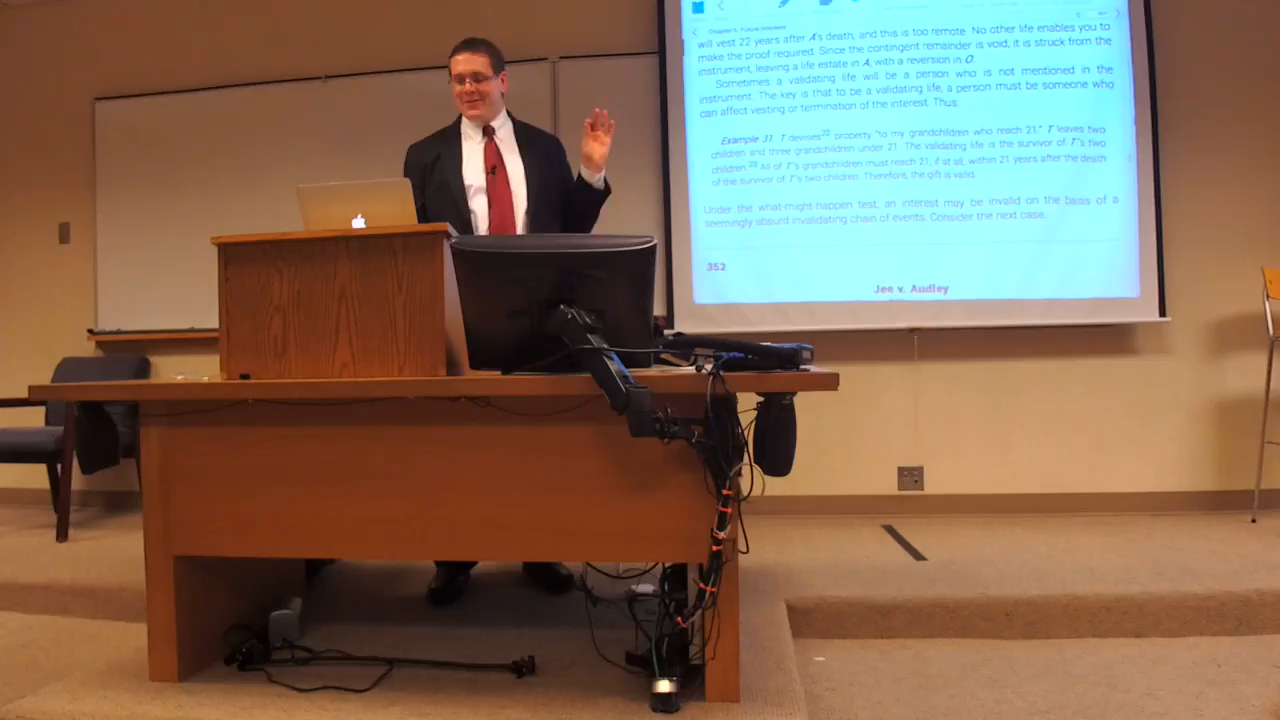 Chapter 5. Future Interests
will vest 22 years after A's death, and this is too remote. No other life enables you to
make the proof required. Since the contingent remainder is void, it is struck from the
instrument, leaving a life estate in A, with a reversion in O.
Sometimes a validating life will be a person who is not mentioned in the
instrument. The key is that to be a validating life, a person must be someone who
can affect vesting or termination of the interest. Thus:
Example 31. T devises22 property "to my grandchildren who reach 21." T leaves two
children and three grandchildren under 21. The validating life is the survivor of T's two
children.23 All of T's grandchildren must reach 21, if at all, within 21 years after the death
of the survivor of T's two children. Therefore, the gift is valid.
Under the what-might-happen test, an interest may be invalid on the basis of a
seemingly absurd invalidating chain of events. Consider the next case.
352
Jee v. Audley